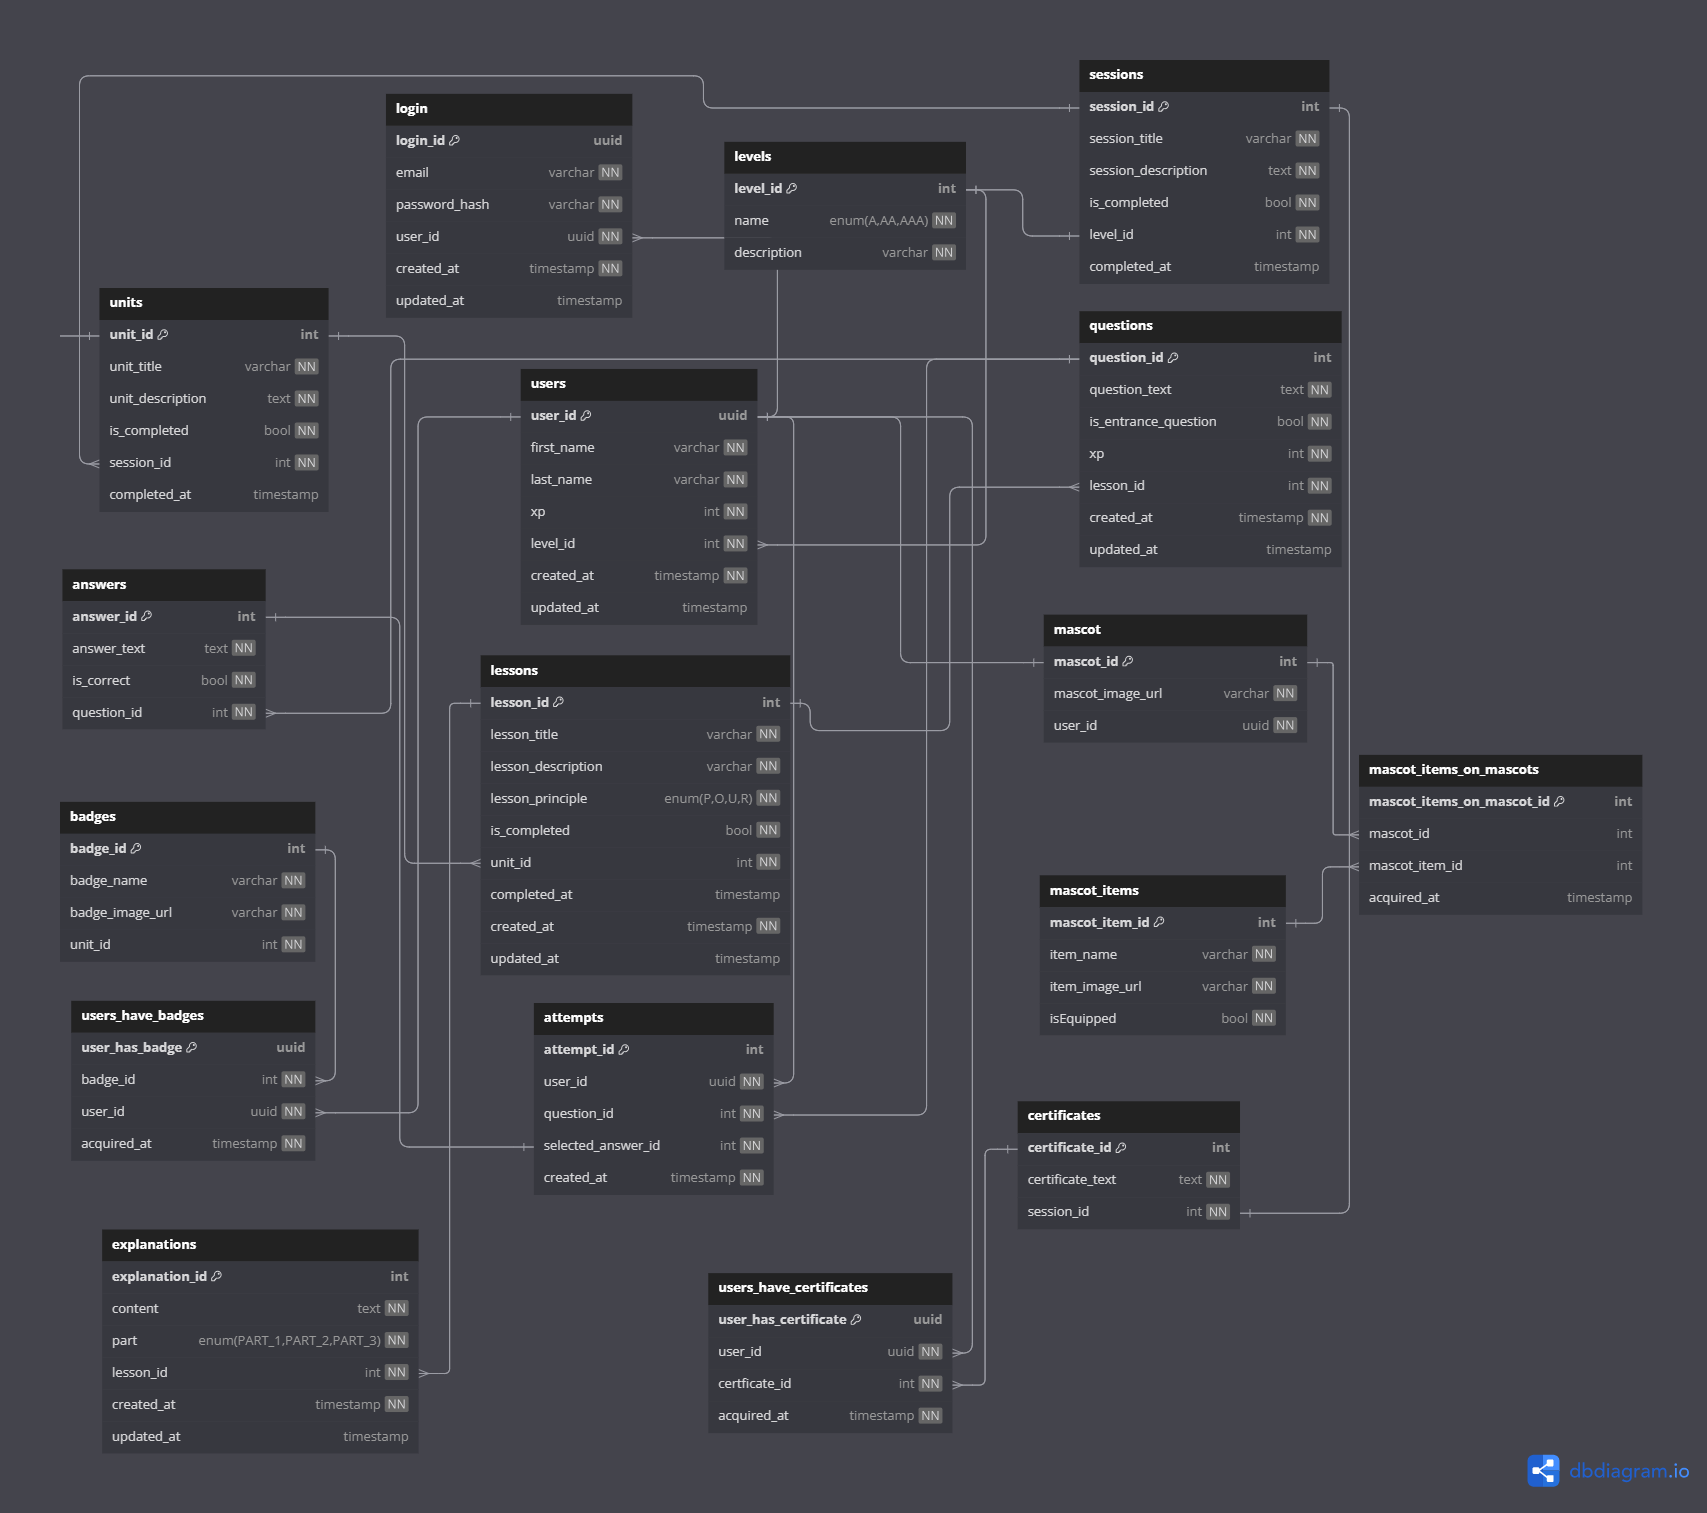 sessions
session_id int
session_title varchar NN
session_description text NN
is_completed bool NN
level_id int NN
completed_at timestamp
login
login_id uuid
email varchar NN
password_hash varchar NN
user_id uuid NN
created_at timestamp NN
updated_at timestamp
levels
level_id int
name enum(A,AA,AAA) NN
description varchar NN
units
unit_id int
unit_title varchar NN
unit_description text NN
is_completed bool NN
session_id int NN
completed_at timestamp
questions
question_id int
question_text text NN
is_entrance_question bool NN
xp int NN
lesson_id int NN
created_at timestamp NN
updated_at timestamp
users
user_id uuid
first_name varchar NN
last_name varchar NN
xp int NN
level_id int NN
created_at timestamp NN
updated_at timestamp
answers
answer_id int
answer_text text NN
is_correct bool NN
question_id int NN
mascot
mascot_id int
mascot_image_url varchar NN
user_id uuid NN
lessons
lesson_id int
lesson_title varchar NN
lesson_description varchar NN
lesson_principle enum(P,O,U,R) NN
is_completed bool NN
unit_id int NN
completed_at timestamp
created_at timestamp NN
updated_at timestamp
mascot_items_on_mascots
mascot_items_on_mascot_id int
mascot_id int
mascot_item_id int
acquired_at timestamp
badges
badge_id int
badge_name varchar NN
badge_image_url varchar NN
unit_id int NN
mascot_items
mascot_item_id int
item_name varchar NN
item_image_url varchar NN
isEquipped bool NN
users_have_badges
user_has_badge uuid
badge_id int NN
user_id uuid NN
acquired_at timestamp NN
attempts
attempt_id int
user_id uuid NN
question_id int NN
selected_answer_id int NN
created_at timestamp NN
certificates
certificate_id int
certificate_text text NN
session_id int NN
explanations
explanation_id int
content text NN
part enum(PART_1,PART_2,PART_3) NN
lesson_id int NN
created_at timestamp NN
updated_at timestamp
users_have_certificates
user_has_certificate uuid
user_id uuid NN
certficate_id int NN
acquired_at timestamp NN
dbdiagram.io